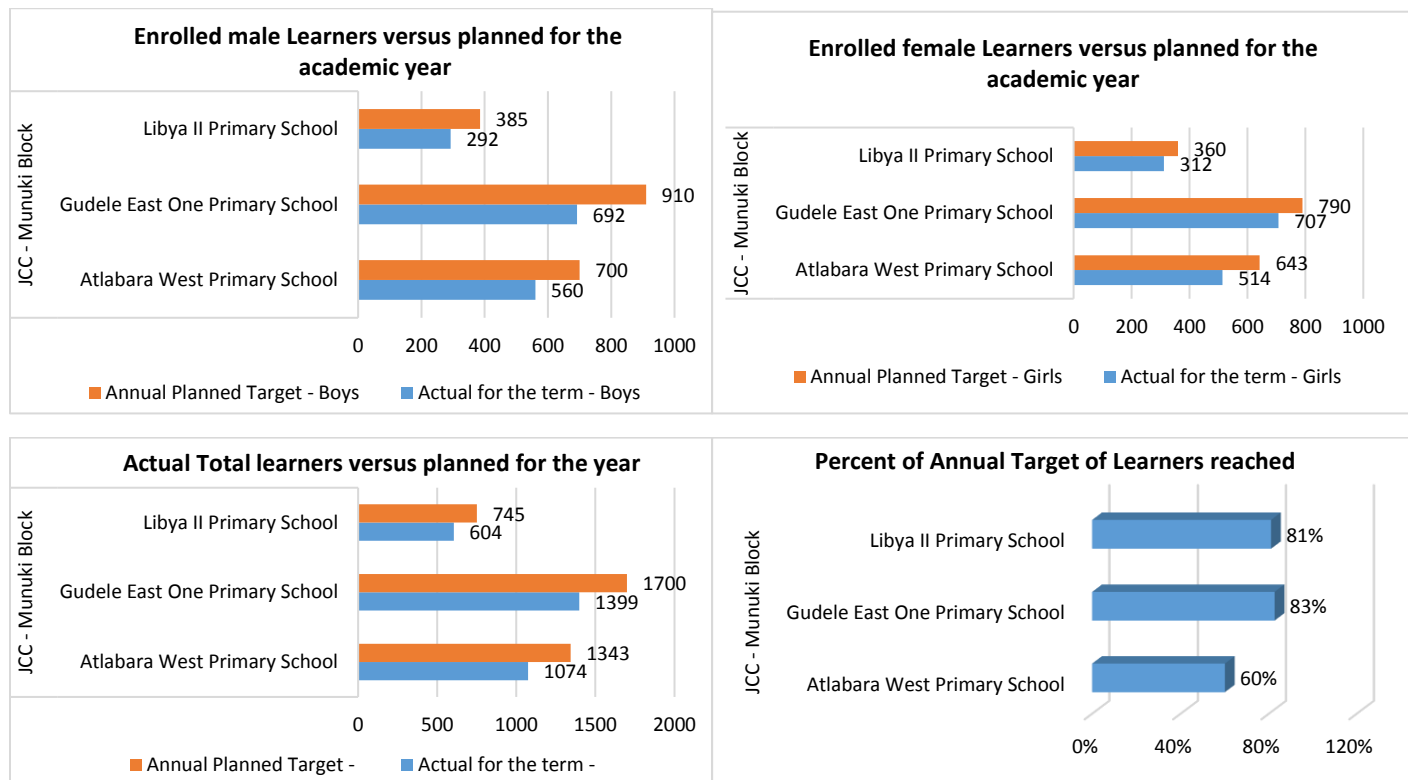 Enrolled male Learners versus planned for the
academic year
JCC - Munuki Block
Libya II Primary School
385
292
Gudele East One Primary School
910
692
Atlabara West Primary School
700
560
0 200 400 600 800 1000
Annual Planned Target - Boys Actual for the term - Boys
Enrolled female Learners versus planned for the
academic year
JCC - Munuki Block
Libya II Primary School
360
312
Gudele East One Primary School
790
707
Atlabara West Primary School
643
514
0 200 400 600 800 1000
Annual Planned Target - Girls Actual for the term - Girls
Actual Total learners versus planned for the year
JCC - Munuki Block
Libya II Primary School
745
604
Gudele East One Primary School
1700
1399
Atlabara West Primary School
1343
1074
0 500 1000 1500 2000
Annual Planned Target - Actual for the term -
Percent of Annual Target of Learners reached
JCC - Munuki Block
Libya II Primary School
81%
Gudele East One Primary School
83%
Atlabara West Primary School
60%
0% 40% 80% 120%